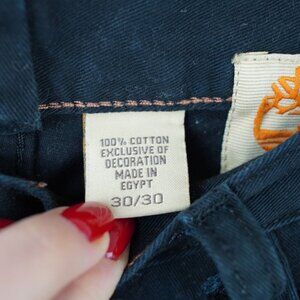 100% COTTON
EXCLUSIVE OF
DECORATION
MADE IN
EGYPT
30/30